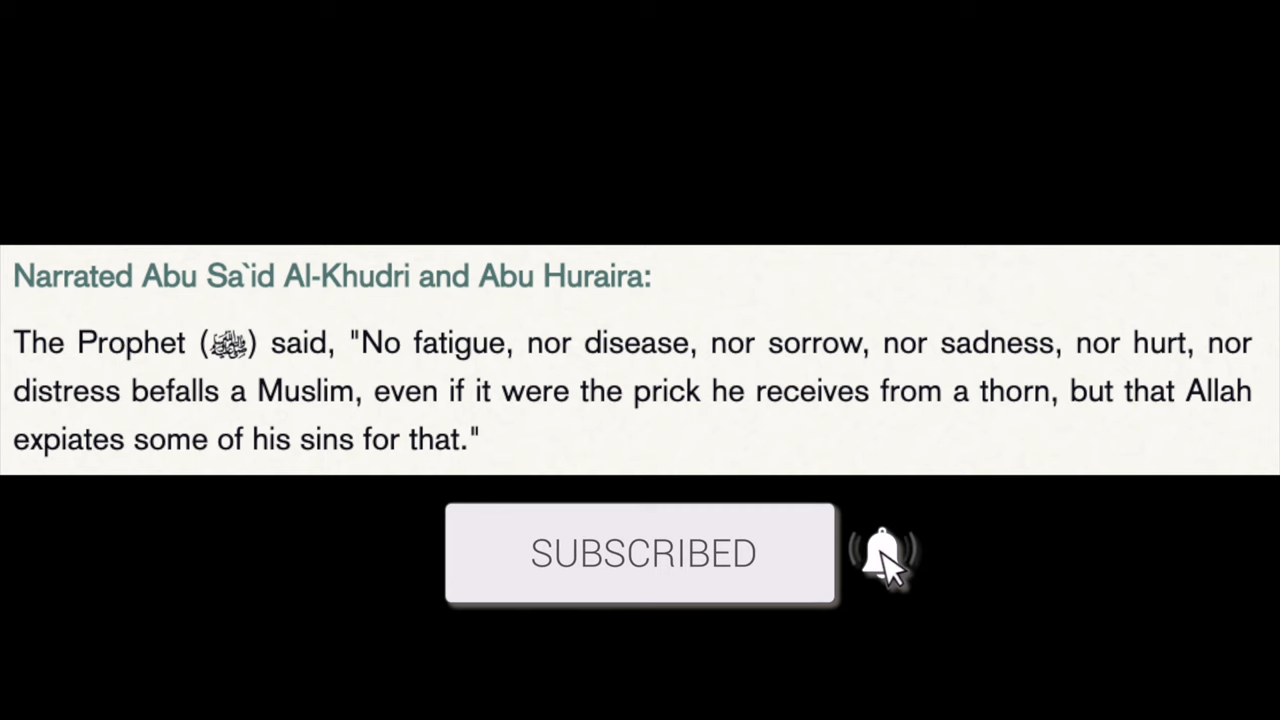 Narrated Abu Sa`id Al-Khudri and Abu Huraira:
The Prophet (ﷺ) said, "No fatigue, nor disease, nor sorrow, nor sadness, nor hurt, nor
distress befalls a Muslim, even if it were the prick he receives from a thorn, but that Allah
expiates some of his sins for that."
SUBSCRIBED